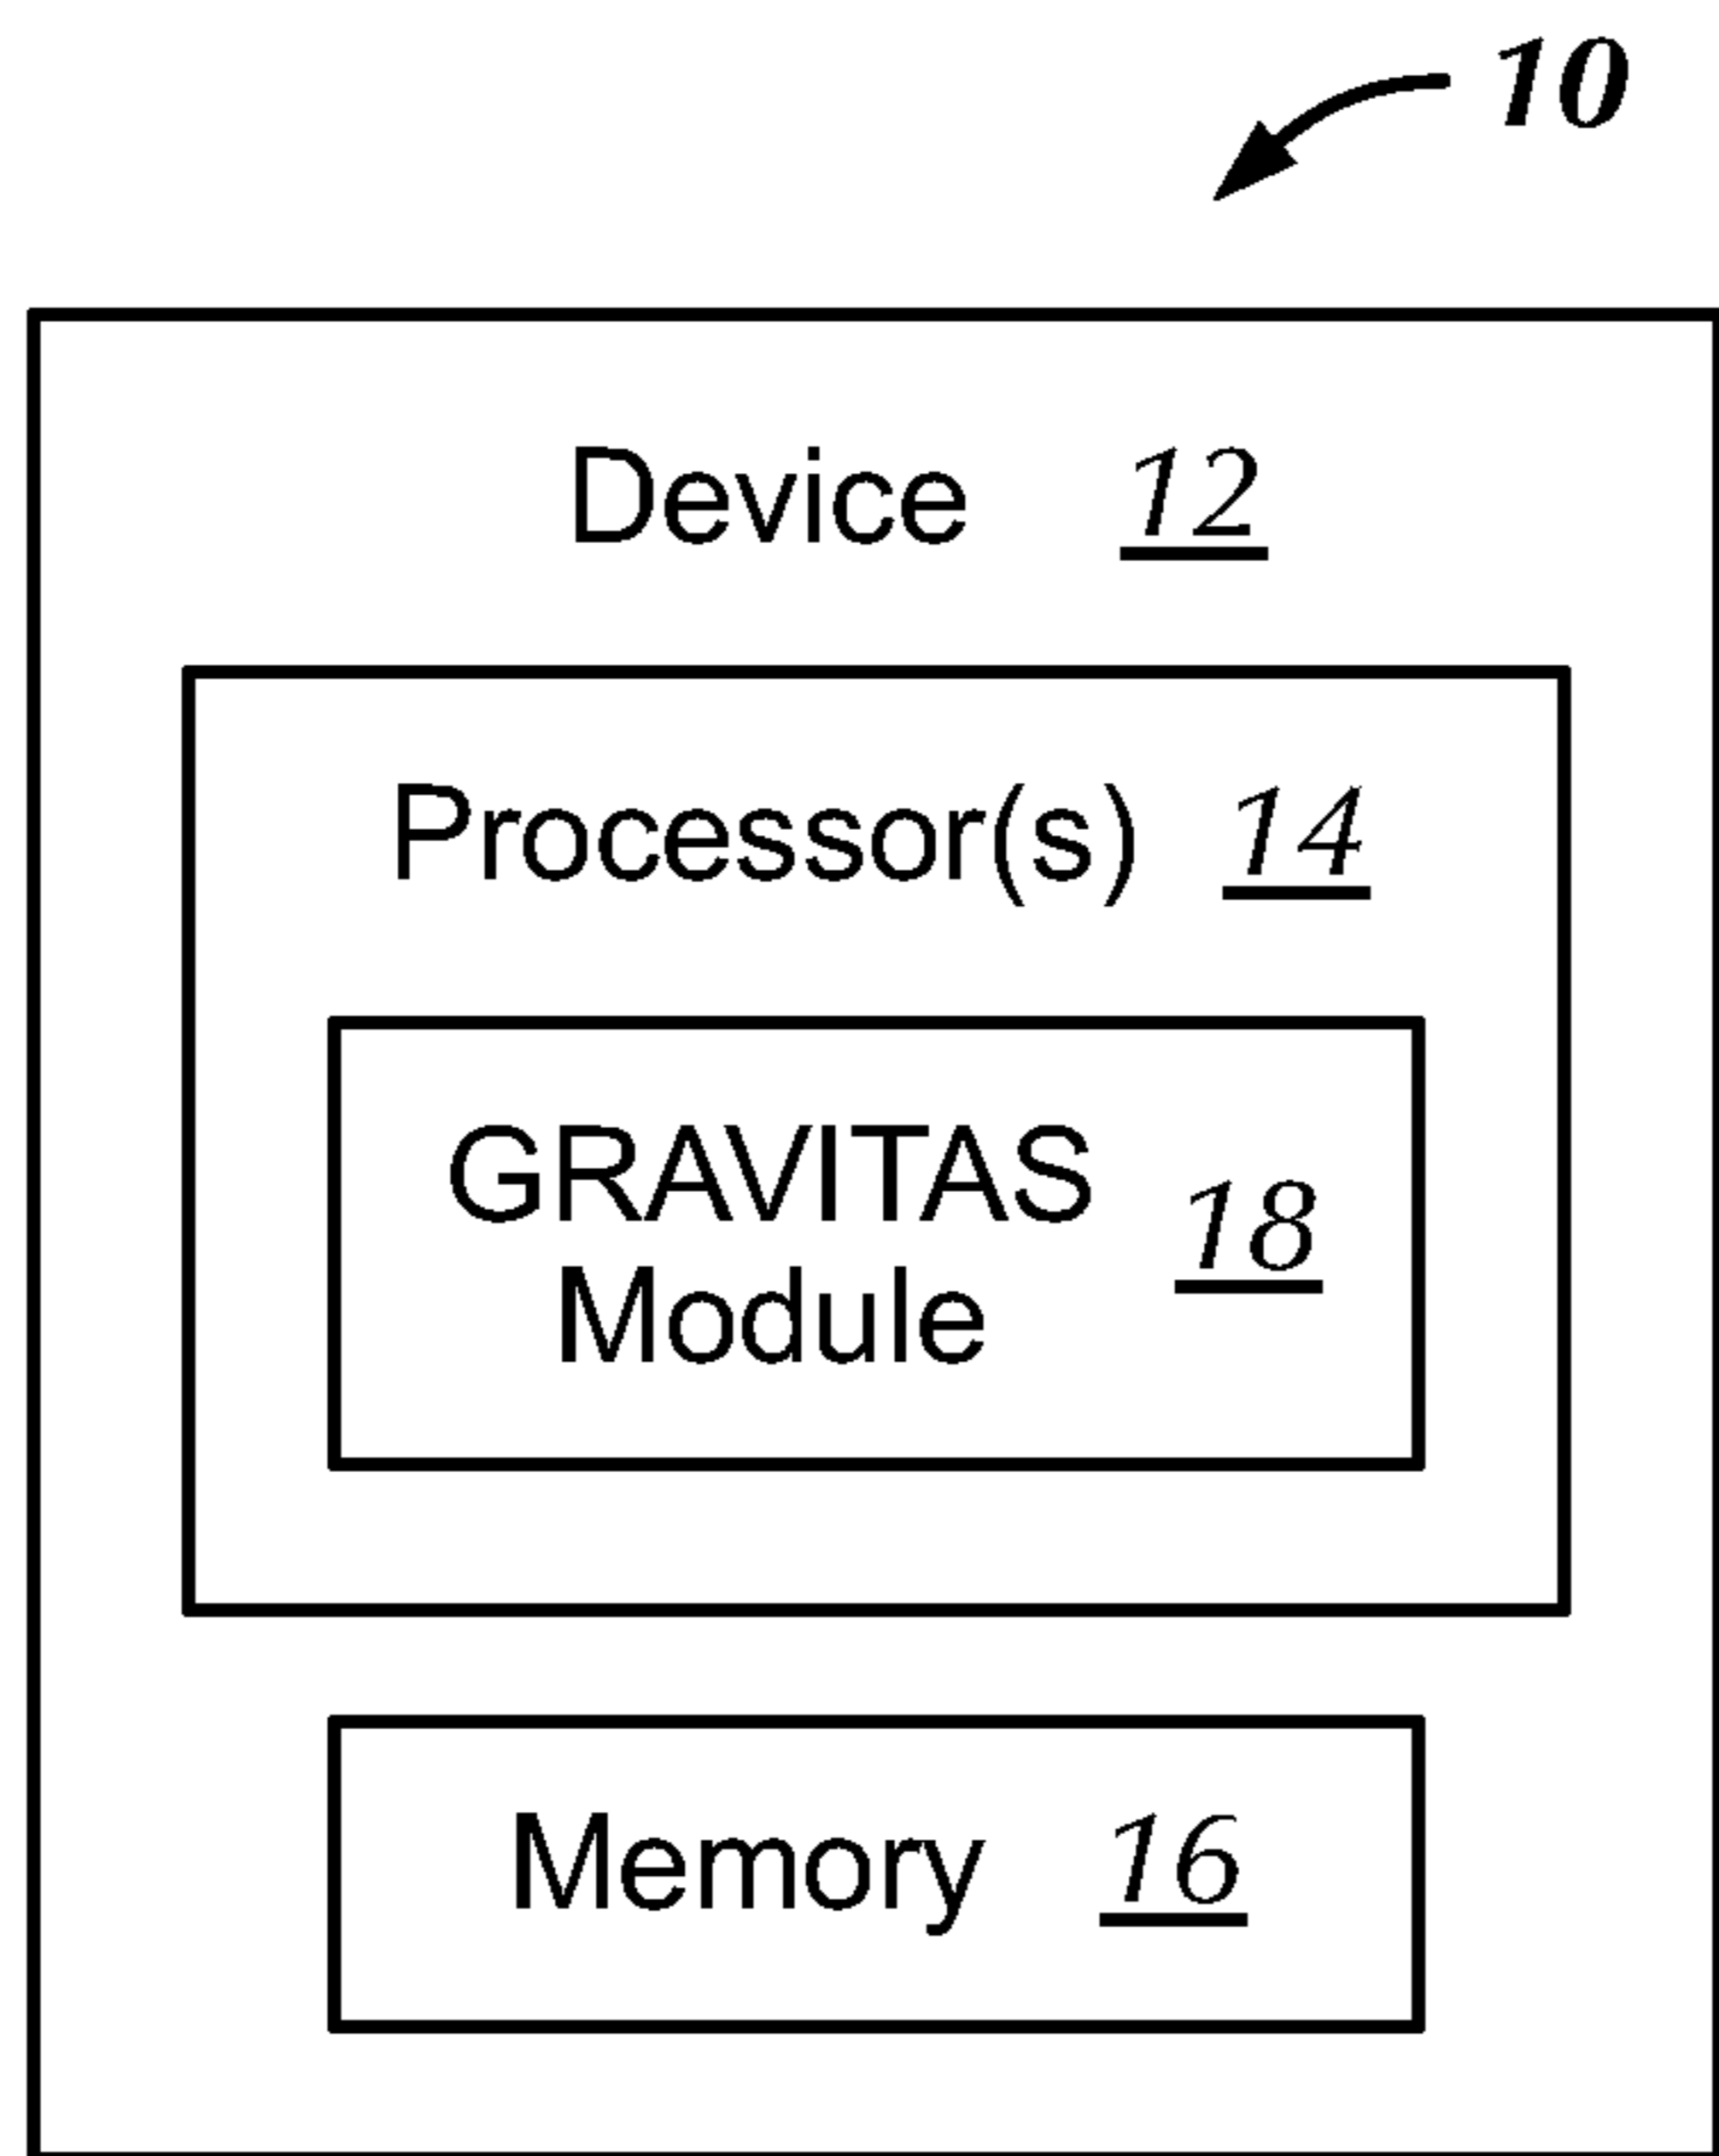 10
Device 12
Processor(s) 14
GRAVITAS
Module 18
Memory 16